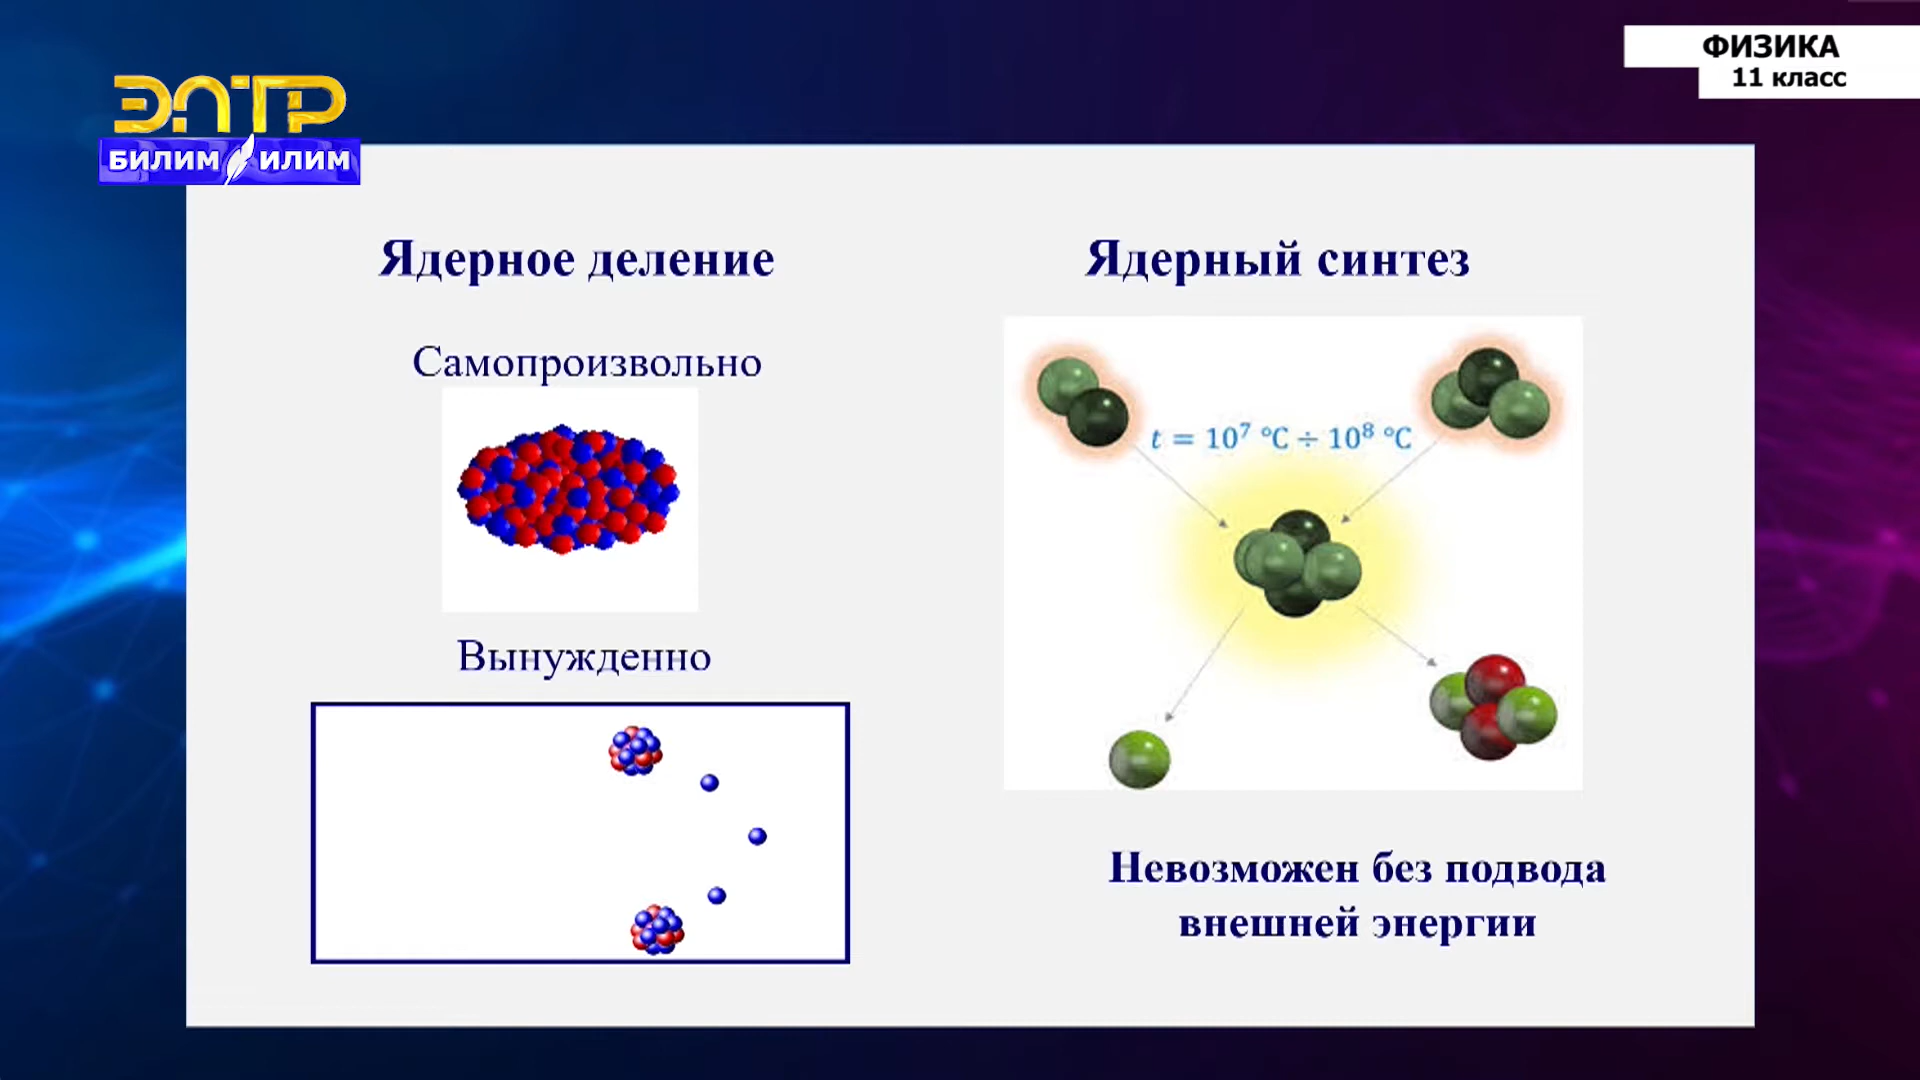 ФИЗИКА
11 класс
ЭЛТР
БИЛИМ ИЛИМ
Ядерное деление
Самопроизвольно
Вынужденно
Ядерный синтез
t = 10⁷ °C ÷ 10⁸ °C
Невозможен без подвода
внешней энергии